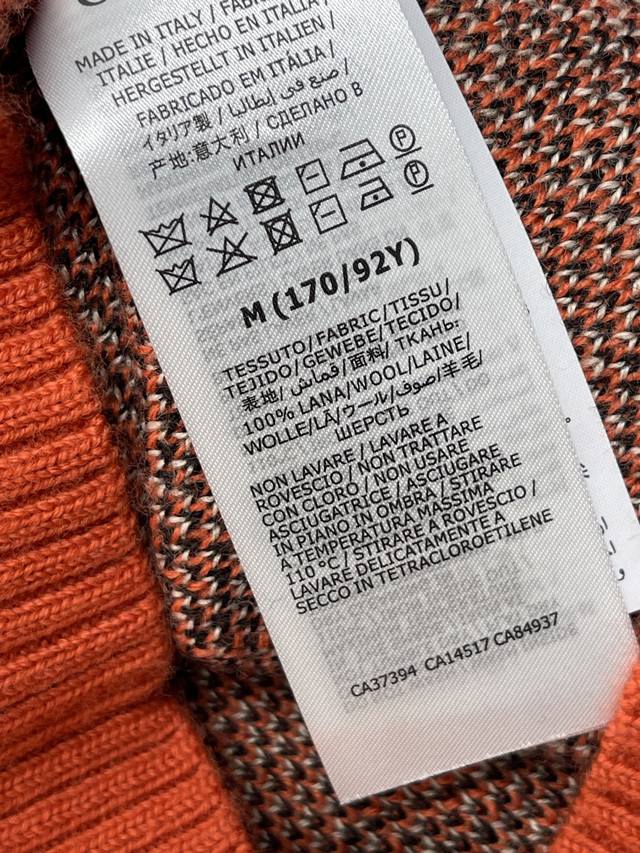 MADE IN ITALY / FABRI
ITALIE / HECHO EN ITALIA /
HERGESTELLT IN ITALIEN /
FABRICADO EM ITÁLIA /
イタリア製 / صنع في إيطاليا /
产地:意大利 / СДЕЛАНО В
ИТАЛИИ
P
P
M (170/92Y)
TESSUTO/FABRIC/TISSU/
TEJIDO/GEWEBE/TECIDO/
表地/ قماش/面料/ ТКАНЬ:
100% LANA/WOOL/LAINE/
WOLLE/LÃ/ウール/صوف/羊毛/
ШЕРСТЬ
NON LAVARE / LAVARE A
ROVESCIO / NON TRATTARE
CON CLORO / NON USARE
ASCIUGATRICE / ASCIUGARE
IN PIANO IN OMBRA / STIRARE
A TEMPERATURA MASSIMA
110 °C / STIRARE A ROVESCIO /
LAVARE DELICATAMENTE A
SECCO IN TETRACLOROETILENE
CA37394 CA14517 CA84937